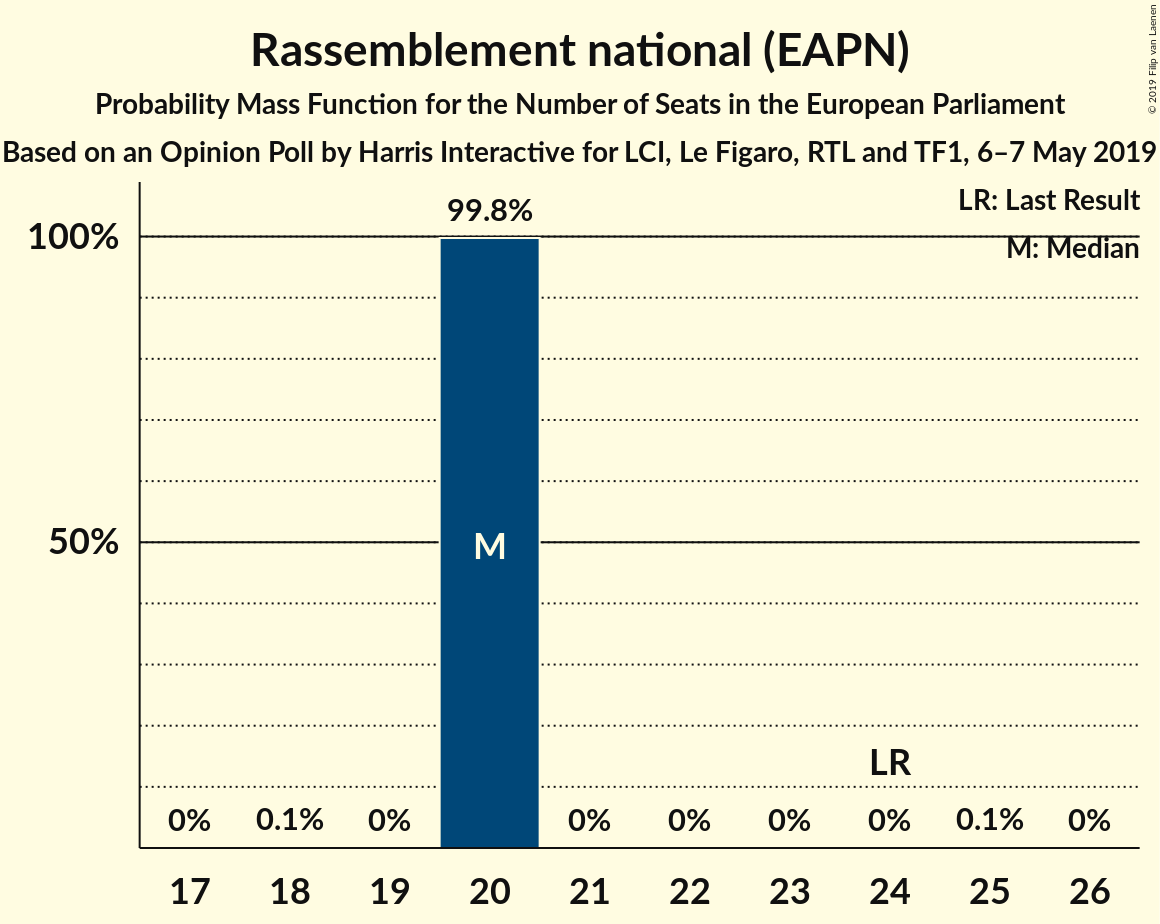 Rassemblement national (EAPN)
Probability Mass Function for the Number of Seats in the European Parliament
Based on an Opinion Poll by Harris Interactive for LCI, Le Figaro, RTL and TF1, 6–7 May 2019
© 2019 Filip van Laenen
LR: Last Result
M: Median
99.8%
100%
50%
M
LR
0% 0.1% 0% 0% 0% 0% 0% 0.1% 0%
17 18 19 20 21 22 23 24 25 26